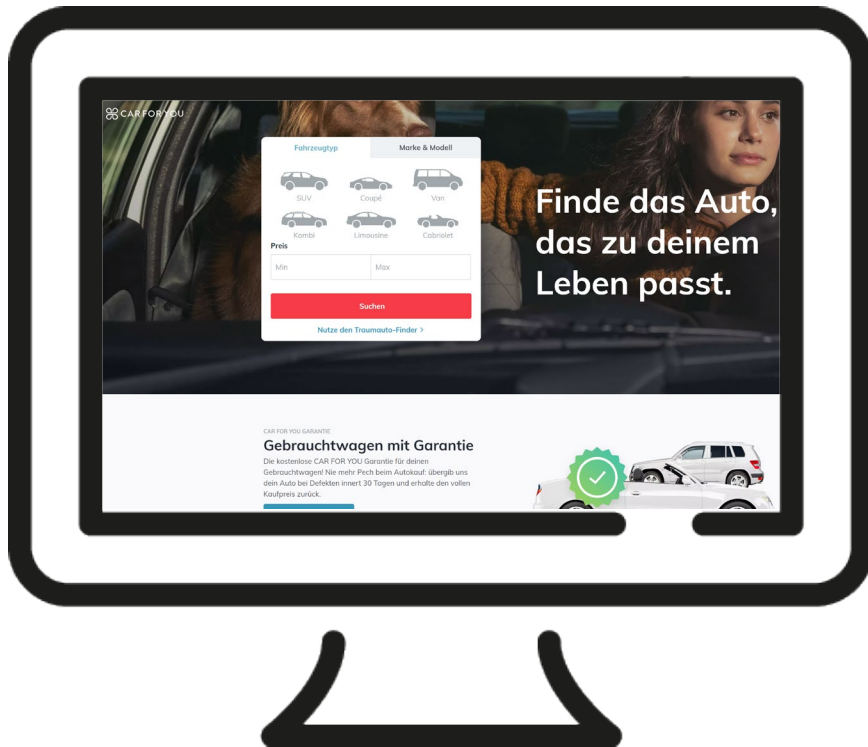 CAR FOR YOU
Fahrzeugtyp
Marke & Modell
SUV
Coupé
Van
Kombi
Limousine
Cabriolet
Preis
Min
Max
Suchen
Nutze den Traumauto-Finder >
Finde das Auto,
das zu deinem
Leben passt.
CAR FOR YOU GARANTIE
Gebrauchtwagen mit Garantie
Die kostenlose CAR FOR YOU Garantie für deinen
Gebrauchtwagen! Nie mehr Pech beim Autokauf: übergib uns
dein Auto bei Defekten innert 30 Tagen und erhalte den vollen
Kaufpreis zurück.